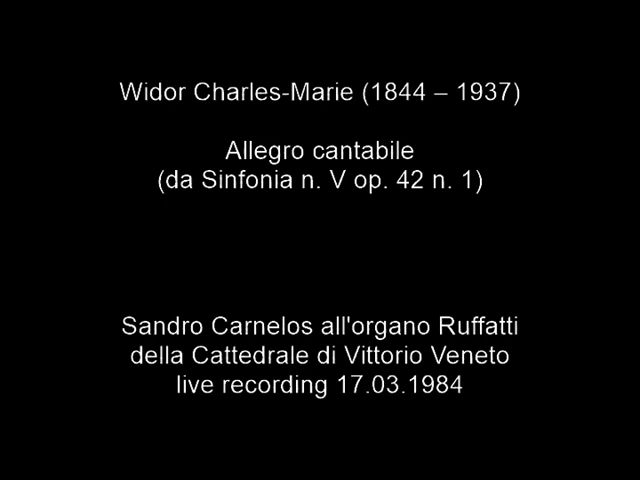 Widor Charles-Marie (1844 – 1937)
Allegro cantabile
(da Sinfonia n. V op. 42 n. 1)
Sandro Carnelos all'organo Ruffatti
della Cattedrale di Vittorio Veneto
live recording 17.03.1984